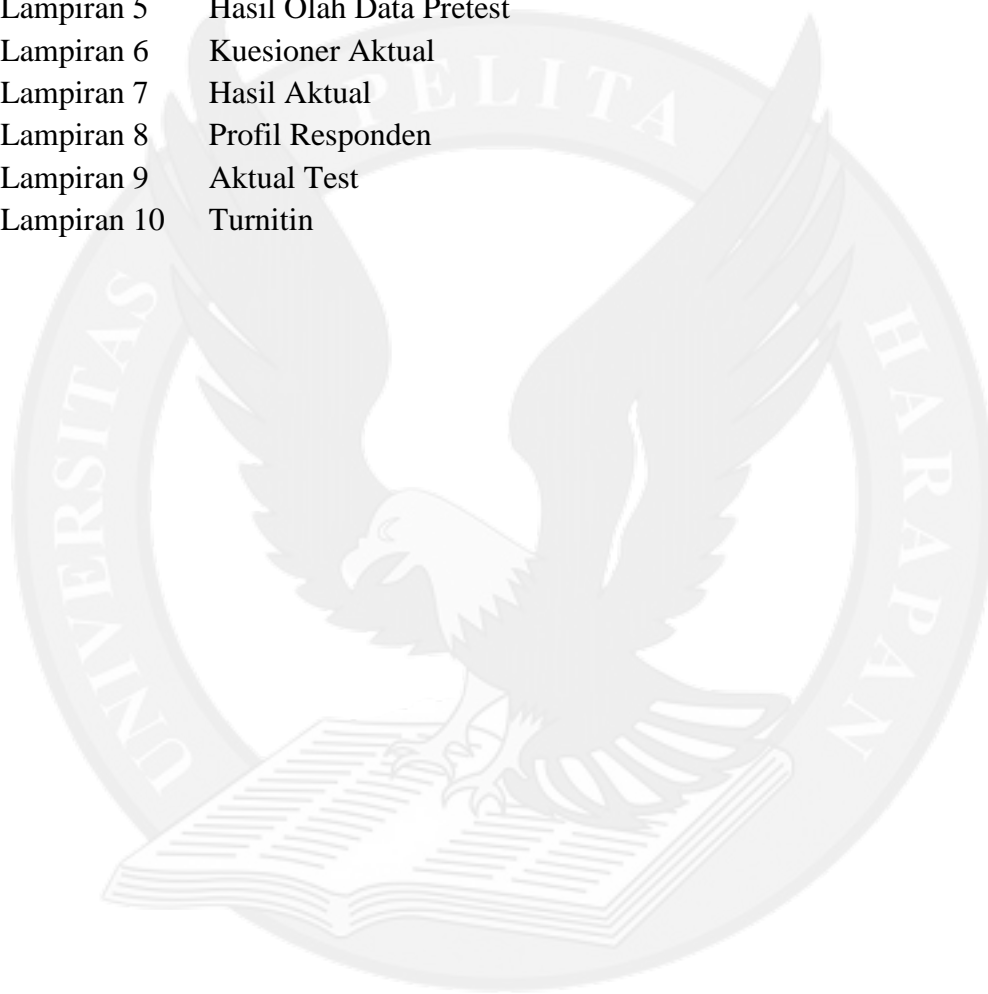 Lampiran 5 Hasil Olah Data Pretest
Lampiran 6 Kuesioner Aktual
Lampiran 7 Hasil Aktual
Lampiran 8 Profil Responden
Lampiran 9 Aktual Test
Lampiran 10 Turnitin
UNIVERSITAS PELITA HARAPAN